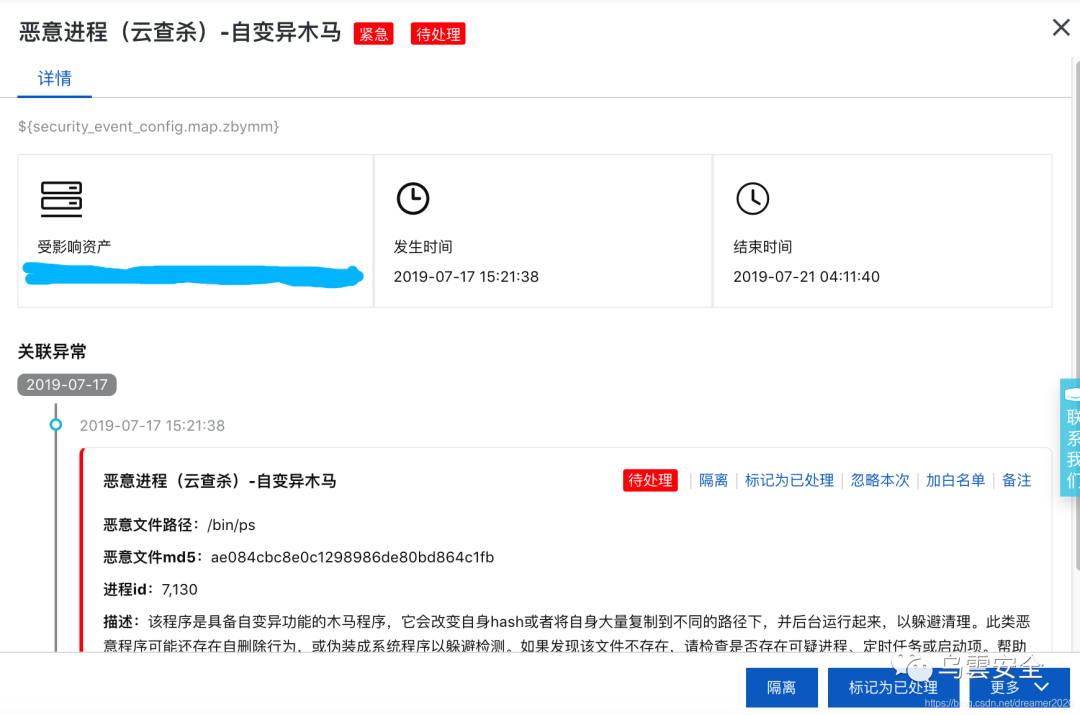 恶意进程（云查杀）-自变异木马 紧急 待处理
详情
${security_event_config.map.zbymm}
受影响资产
发生时间
2019-07-17 15:21:38
结束时间
2019-07-21 04:11:40
关联异常
2019-07-17
2019-07-17 15:21:38
恶意进程（云查杀）-自变异木马 待处理 | 隔离 | 标记为已处理 | 忽略本次 | 加白名单 | 备注
恶意文件路径：/bin/ps
恶意文件md5：ae084cbc8e0c1298986de80bd864c1fb
进程id：7,130
描述：该程序是具备自变异功能的木马程序，它会改变自身hash或者将自身大量复制到不同的路径下，并后台运行起来，以躲避清理。此类恶
意程序可能还存在自删除行为，或伪装成系统程序以躲避检测。如果发现该文件不存在，请检查是否存在可疑进程、定时任务或启动项。帮助
联系我们
隔离 标记为已处理 更多
乌雲安全